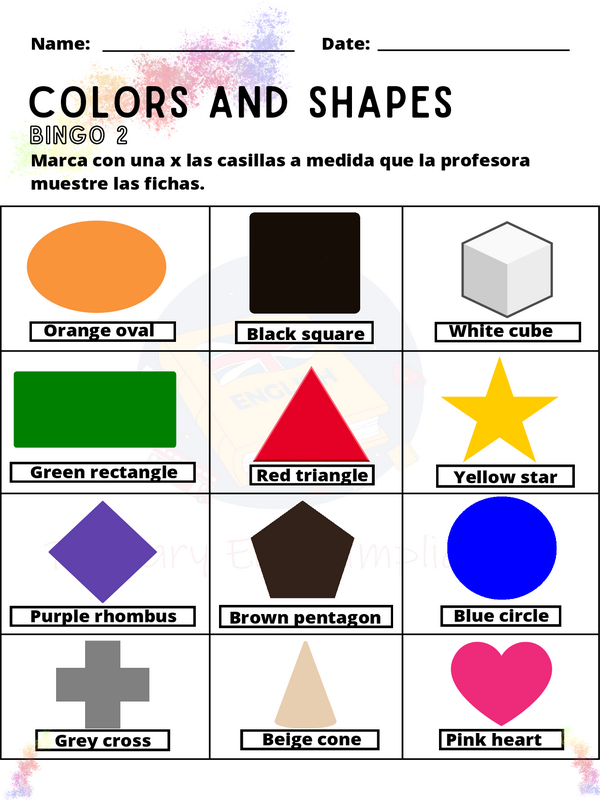 Name: Date:
COLORS AND SHAPES
BINGO 2
Marca con una x las casillas a medida que la profesora
muestre las fichas.
Orange oval Black square White cube
ENGLISH
Green rectangle Red triangle Yellow star
Purple rhombus Brown pentagon Blue circle
Grey cross Beige cone Pink heart